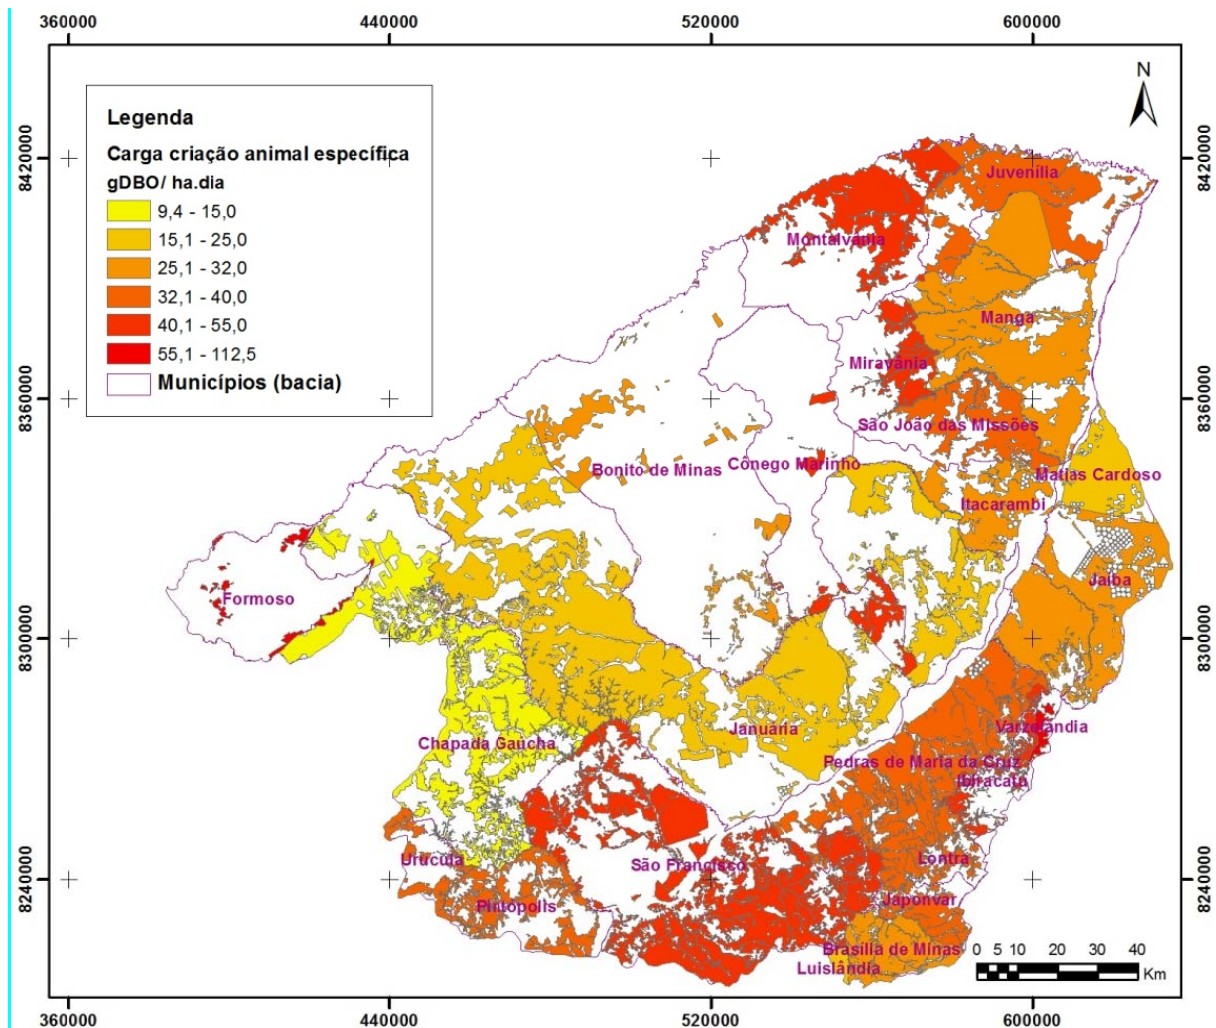 360000 440000 520000 600000
N
Legenda
Carga criação animal específica
gDBO/ ha.dia
9,4 - 15,0
15,1 - 25,0
25,1 - 32,0
32,1 - 40,0
40,1 - 55,0
55,1 - 112,5
Municípios (bacia)
8420000 8420000
Juvenília
Montalvânia
Manga
Miravânia
8360000 8360000
São João das Missões
Bonito de Minas
Cônego Marinho
Matias Cardoso
Itacarambi
Jaíba
Formoso
8300000 8300000
Januária
Varzelândia
Chapada Gaúcha
Pedras de Maria da Cruz
Ibiracatu
Urucuia
São Francisco
Lontra
8240000 8240000
Pintópolis
Japonvar
Brasília de Minas
Luislândia
0 5 10 20 30 40
Km
360000 440000 520000 600000